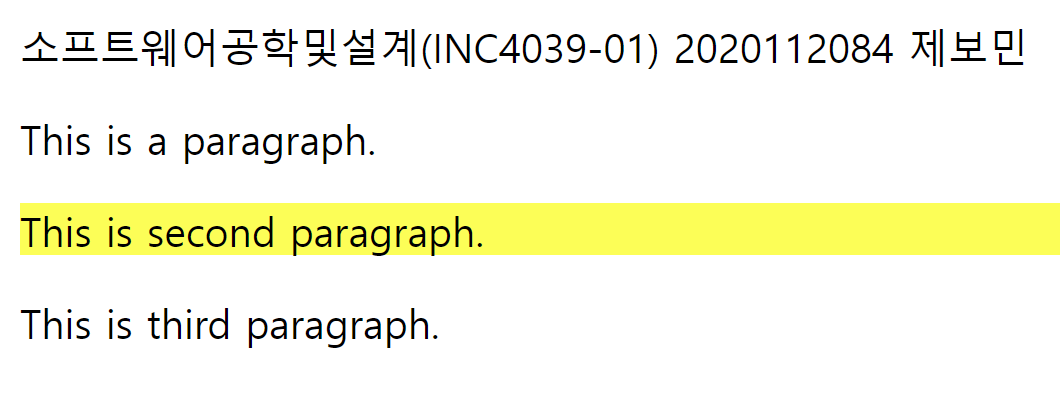 소프트웨어공학및설계(INC4039-01) 2020112084 제보민
This is a paragraph.
This is second paragraph.
This is third paragraph.